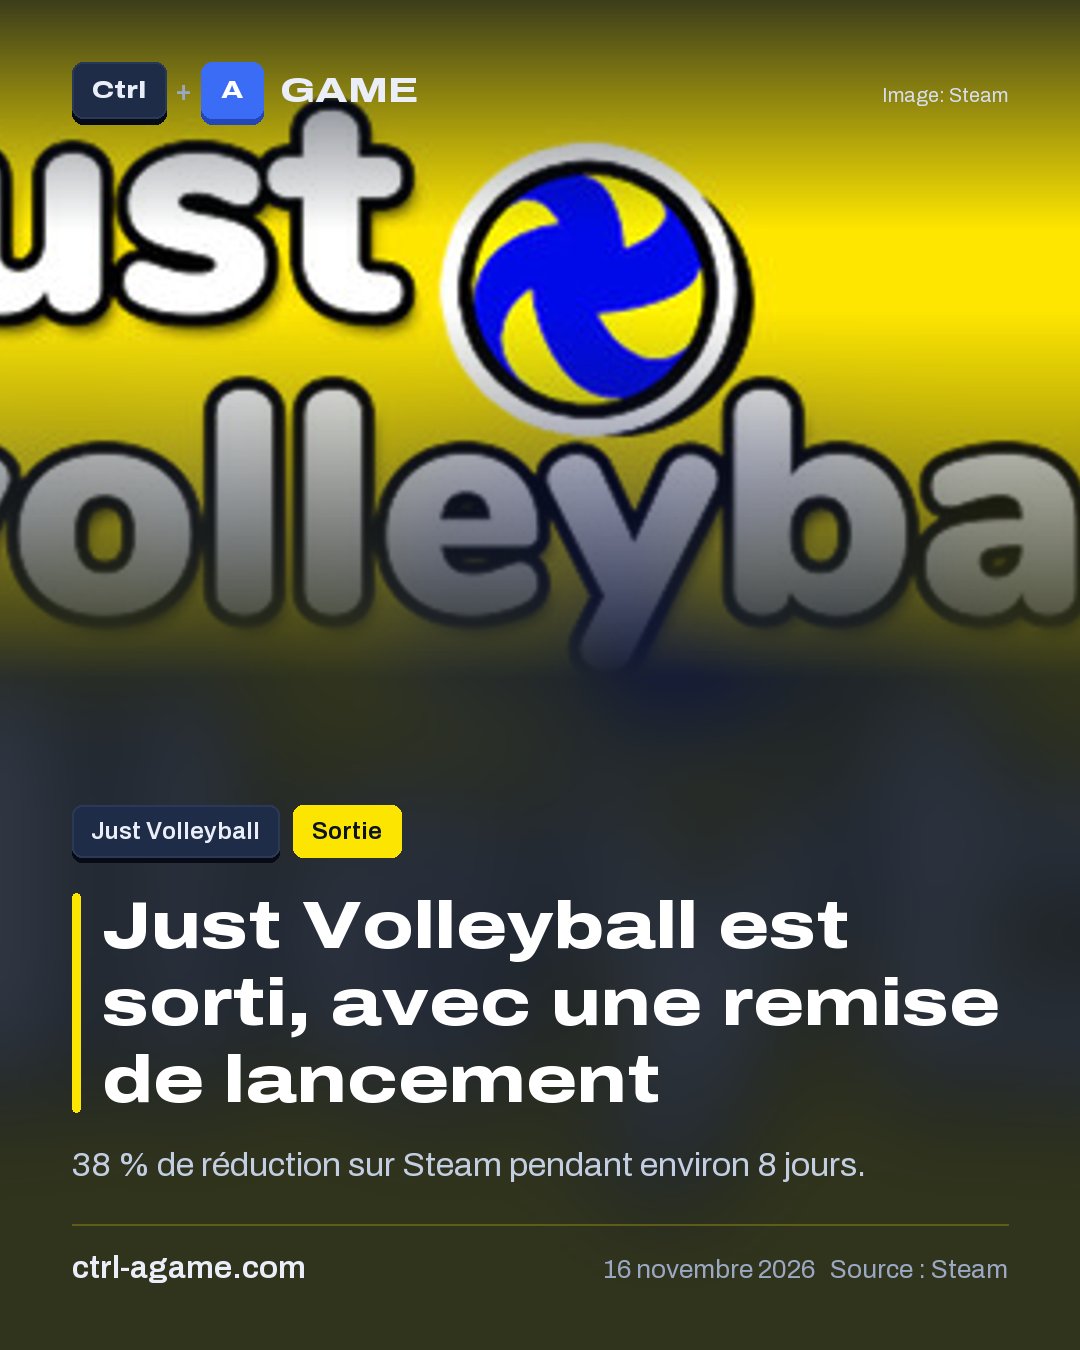 Ctrl + A GAME
Image: Steam
ust
olleyba
Just Volleyball
Sortie
Just Volleyball est
sorti, avec une remise
de lancement
38 % de réduction sur Steam pendant environ 8 jours.
ctrl-agame.com
16 novembre 2026 Source : Steam